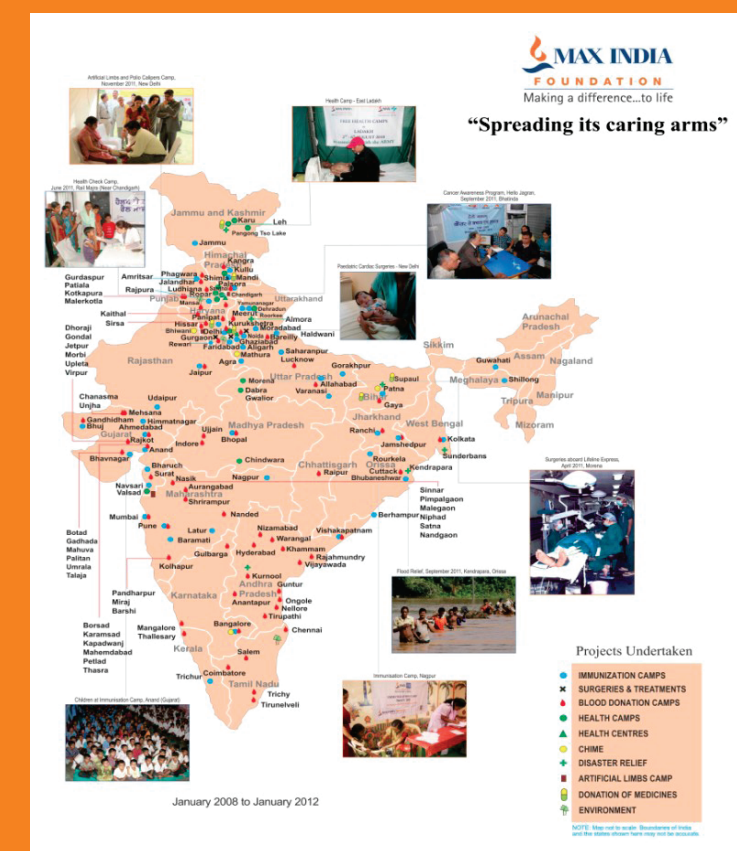 MAX INDIA
FOUNDATION
Making a difference...to life
“Spreading its caring arms”
Artificial Limbs and Polio Calipers Camp,
November 2011, New Delhi
Health Camp - East Ladakh
FREE HEALTH CAMPS
LADAKH
Health Check Camp,
June 2011, Rail Majra (Near Chandigarh)
Cancer Awareness Program, Hello Jagran,
September 2011, Bhatinda
Paediatric Cardiac Surgeries - New Delhi
Jammu and Kashmir
Karu
Leh
Pangong Tso Lake
Jammu
Himachal
Pradesh
Kangra
Kullu
Mandi
Shimla
Gurdaspur
Patiala
Kotkapura
Malerkotla
Amritsar
Phagwara
Jalandhar
Ludhiana
Rajpura
Ropar
Chandigarh
Punjab
Mansa
Yamunanagar
Dehradun
Roorkee
Uttarakhand
Kaithal
Sirsa
Haryana
Panipat
Meerut
Almora
Hissar
Kurukshetra
Moradabad
Haldwani
Bhiwani
Delhi
Noida
Bareilly
Gurgaon
Ghaziabad
Rewari
Faridabad
Aligarh
Mathura
Saharanpur
Agra
Lucknow
Dhoraji
Gondal
Jetpur
Morbi
Upleta
Virpur
Rajasthan
Jaipur
Uttar Pradesh
Gorakhpur
Allahabad
Varanasi
Morena
Dabra
Gwalior
Sikkim
Arunachal
Pradesh
Guwahati
Assam
Nagaland
Meghalaya
Shillong
Manipur
Tripura
Mizoram
Supaul
Patna
Bihar
Gaya
Jharkhand
Ranchi
Jamshedpur
West Bengal
Kolkata
Sunderbans
Chanasma
Unjha
Udaipur
Mehsana
Gandhidham
Himmatnagar
Bhuj
Ahmedabad
Gujarat
Rajkot
Anand
Bhavnagar
Ujjain
Madhya Pradesh
Indore
Bhopal
Bharuch
Surat
Navsari
Valsad
Nasik
Aurangabad
Maharashtra
Shrirampur
Chindwara
Nagpur
Chhattisgarh
Raipur
Orissa
Rourkela
Cuttack
Kendrapara
Bhubaneshwar
Berhampur
Sinnar
Pimpalgaon
Malegaon
Niphad
Satna
Nandgaon
Surgeries aboard Lifeline Express,
April 2011, Morena
Mumbai
Pune
Nanded
Latur
Baramati
Nizamabad
Warangal
Vishakapatnam
Gulbarga
Hyderabad
Khammam
Rajahmundry
Vijayawada
Kolhapur
Botad
Gadhada
Mahuva
Palitan
Umrala
Talaja
Pandharpur
Miraj
Barshi
Kurnool
Andhra
Pradesh
Guntur
Anantapur
Ongole
Nellore
Tirupathi
Karnataka
Flood Relief, September 2011, Kendrapara, Orissa
Borsad
Karamsad
Kapadwanj
Mahemdabad
Petlad
Thasra
Mangalore
Thallesary
Bangalore
Chennai
Kerala
Salem
Coimbatore
Trichur
Tamil Nadu
Trichy
Tirunelveli
Children at Immunisation Camp, Anand (Gujarat)
Immunisation Camp, Nagpur
Projects Undertaken
IMMUNIZATION CAMPS
SURGERIES & TREATMENTS
BLOOD DONATION CAMPS
HEALTH CAMPS
HEALTH CENTRES
CHIME
DISASTER RELIEF
ARTIFICIAL LIMBS CAMP
DONATION OF MEDICINES
ENVIRONMENT
NOTE: Map not to scale. Boundaries of India
and the states shown here may not be accurate
January 2008 to January 2012